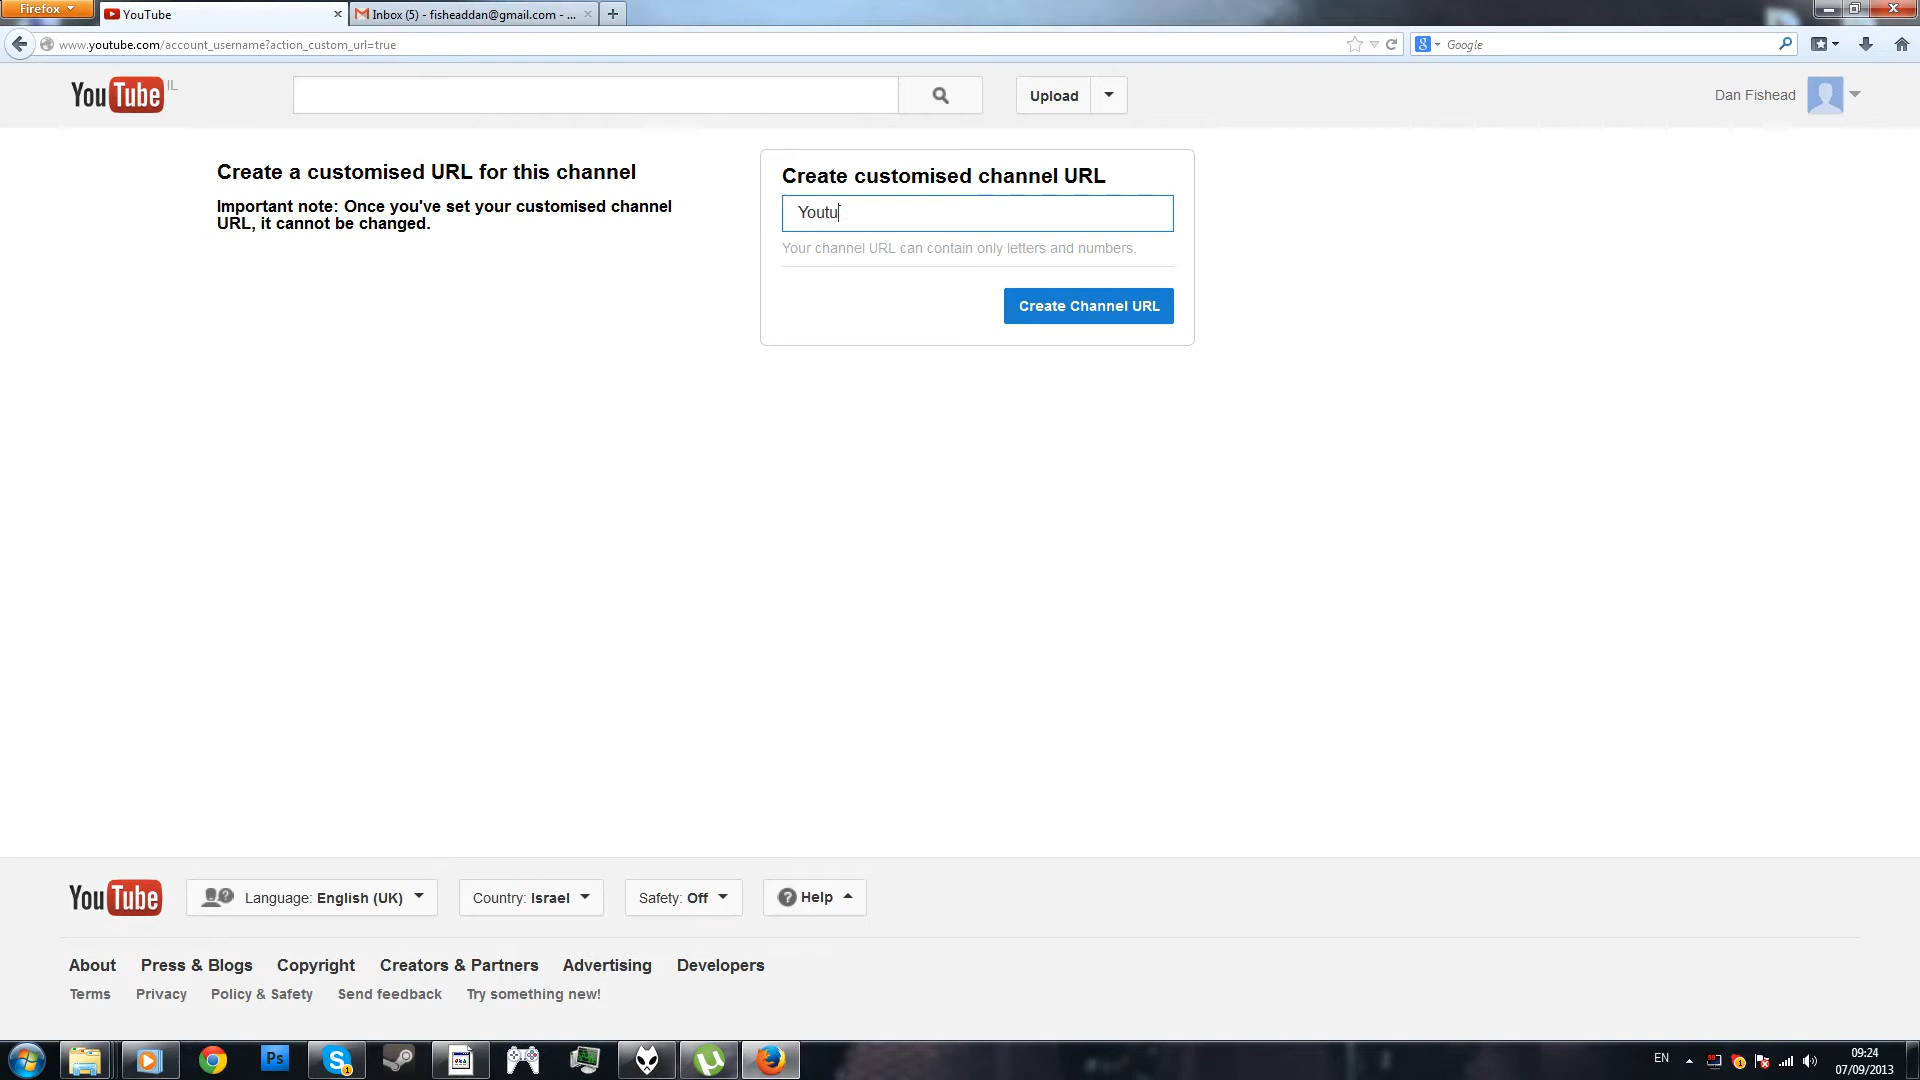 Firefox
YouTube
Inbox (5) - fisheaddan@gmail.com - ...
www.youtube.com/account_username?action_custom_url=true
Google
YouTube IL
Upload
Dan Fishead
Create a customised URL for this channel
Important note: Once you've set your customised channel
URL, it cannot be changed.
Create customised channel URL
Youtu
Your channel URL can contain only letters and numbers.
Create Channel URL
YouTube
Language: English (UK)
Country: Israel
Safety: Off
Help
About Press & Blogs Copyright Creators & Partners Advertising Developers
Terms Privacy Policy & Safety Send feedback Try something new!
Ps
EN
09:24
07/09/2013